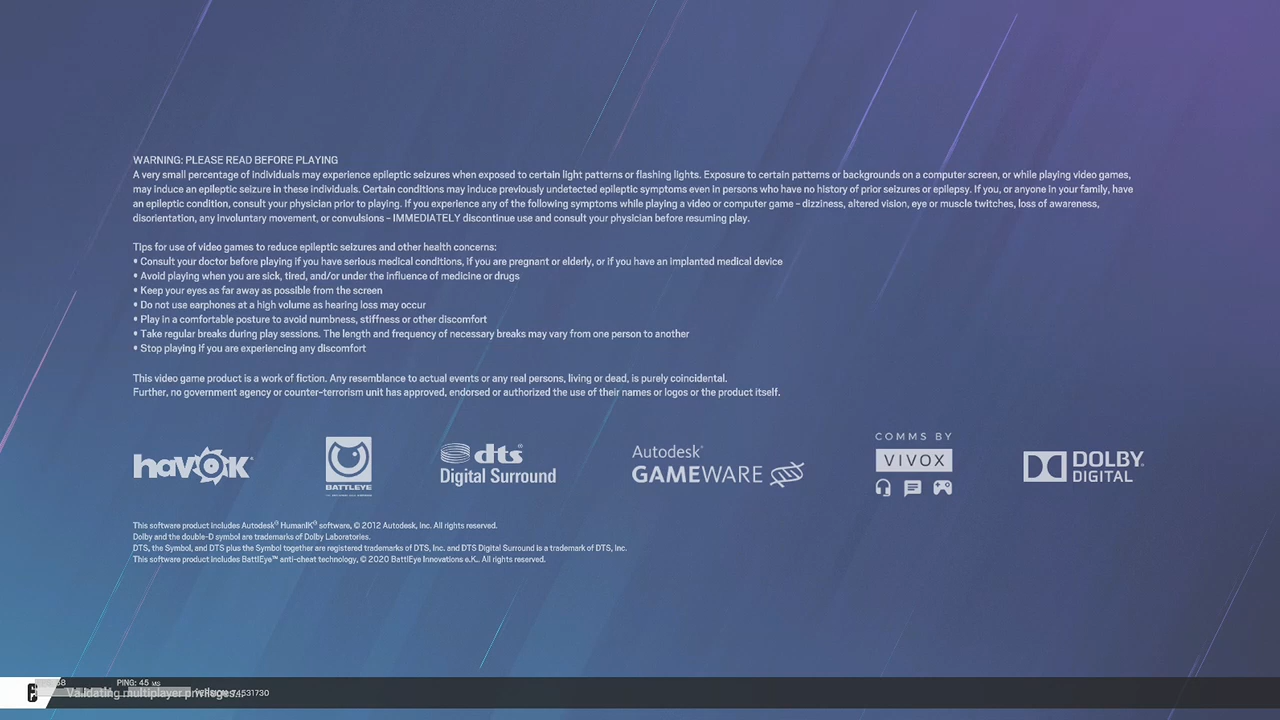 WARNING: PLEASE READ BEFORE PLAYING
A very small percentage of individuals may experience epileptic seizures when exposed to certain light patterns or flashing lights. Exposure to certain patterns or backgrounds on a computer screen, or while playing video games,
may induce an epileptic seizure in these individuals. Certain conditions may induce previously undetected epileptic symptoms even in persons who have no history of prior seizures or epilepsy. If you, or anyone in your family, have
an epileptic condition, consult your physician prior to playing. If you experience any of the following symptoms while playing a video or computer game – dizziness, altered vision, eye or muscle twitches, loss of awareness,
disorientation, any involuntary movement, or convulsions – IMMEDIATELY discontinue use and consult your physician before resuming play.
Tips for use of video games to reduce epileptic seizures and other health concerns:
• Consult your doctor before playing if you have serious medical conditions, if you are pregnant or elderly, or if you have an implanted medical device
• Avoid playing when you are sick, tired, and/or under the influence of medicine or drugs
• Keep your eyes as far away as possible from the screen
• Do not use earphones at a high volume as hearing loss may occur
• Play in a comfortable posture to avoid numbness, stiffness or other discomfort
• Take regular breaks during play sessions. The length and frequency of necessary breaks may vary from one person to another
• Stop playing if you are experiencing any discomfort
This video game product is a work of fiction. Any resemblance to actual events or any real persons, living or dead, is purely coincidental.
Further, no government agency or counter-terrorism unit has approved, endorsed or authorized the use of their names or logos or the product itself.
havok
BATTLEYE
dts®
Digital Surround
Autodesk®
GAMEWARE
COMMS BY
VIVOX
DOLBY®
DIGITAL
This software product includes Autodesk® HumanIK® software, © 2012 Autodesk, Inc. All rights reserved.
Dolby and the double-D symbol are trademarks of Dolby Laboratories.
DTS, the Symbol, and DTS plus the Symbol together are registered trademarks of DTS, Inc. and DTS Digital Surround is a trademark of DTS, Inc.
This software product includes BattlEye™ anti-cheat technology, © 2020 BattlEye Innovations e.K.. All rights reserved.
PING: 45 MS
Validating multiplayer privileges...